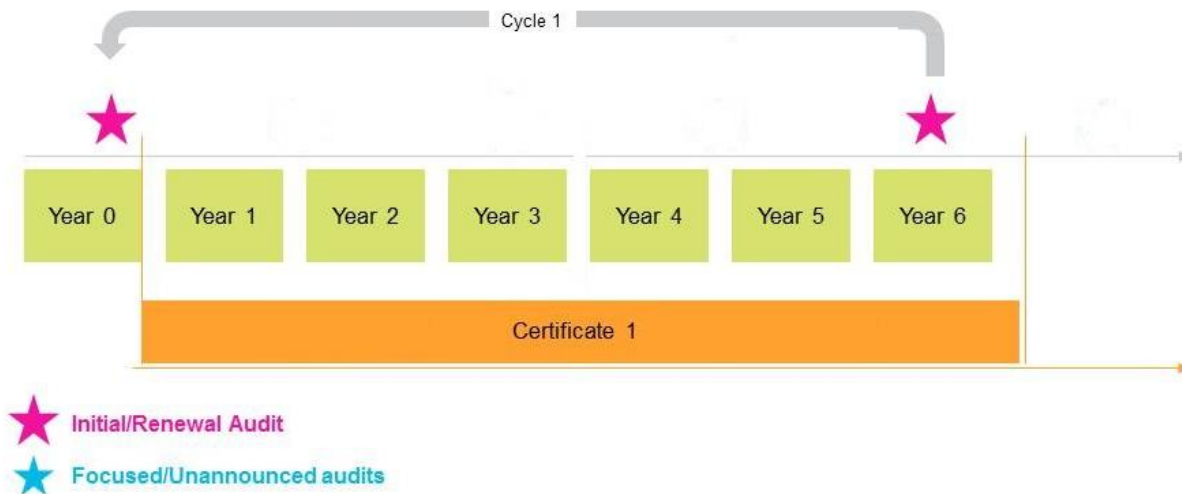 Cycle 1
Year 0 Year 1 Year 2 Year 3 Year 4 Year 5 Year 6
Certificate 1
Initial/Renewal Audit
Focused/Unannounced audits